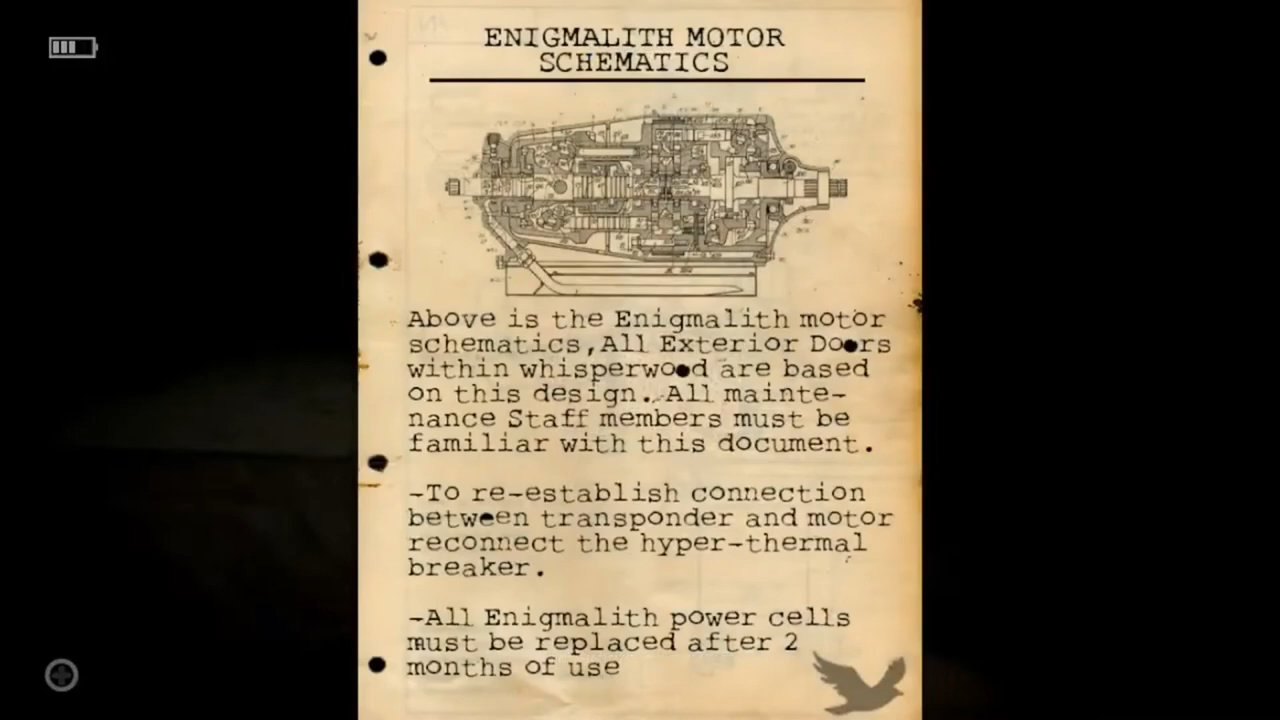 ENIGMALITH MOTOR
SCHEMATICS
Above is the Enigmalith motor
schematics,All Exterior Doors
within whisperwood are based
on this design. All mainte-
nance Staff members must be
familiar with this document.
-To re-establish connection
between transponder and motor
reconnect the hyper-thermal
breaker.
-All Enigmalith power cells
must be replaced after 2
months of use